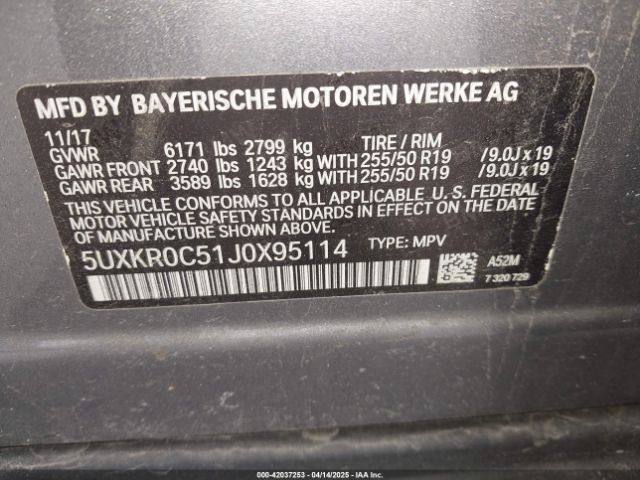 MFD BY BAYERISCHE MOTOREN WERKE AG
11/17
GVWR 6171 lbs 2799 kg TIRE / RIM
GAWR FRONT 2740 lbs 1243 kg WITH 255/50 R19 /9.0J x 19
GAWR REAR 3589 lbs 1628 kg WITH 255/50 R19 /9.0J x 19
THIS VEHICLE CONFORMS TO ALL APPLICABLE U. S. FEDERAL
MOTOR VEHICLE SAFETY STANDARDS IN EFFECT ON THE DATE
OF MANUFACTURE SHOWN ABOVE.
5UXKR0C51J0X95114 TYPE: MPV
A52M
7 320 729
000-42037253 - 04/14/2025 - Copyright IAA, Inc.